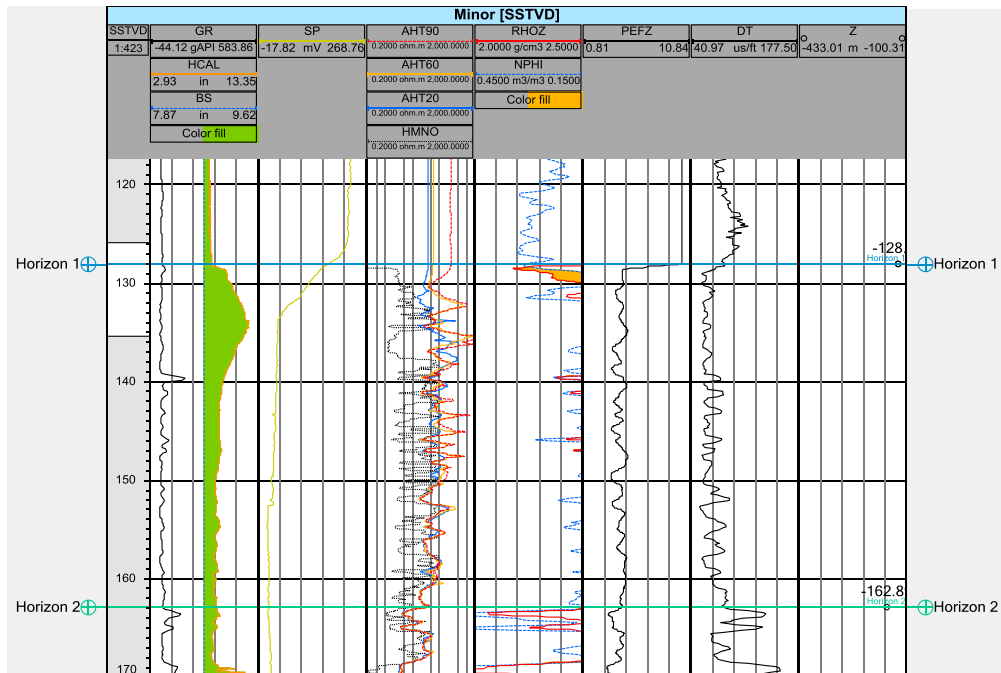 Minor [SSTVD]
SSTVD GR SP AHT90 RHOZ PEFZ DT Z
1:423 -44.12 gAPI 583.86 -17.82 mV 268.76 0.2000 ohm.m 2,000.0000 2.0000 g/cm3 2.5000 0.81 10.84 40.97 us/ft 177.50 -433.01 m -100.31
HCAL AHT60 NPHI
2.93 in 13.35 0.2000 ohm.m 2,000.0000 0.4500 m3/m3 0.1500
BS AHT20 Color fill
7.87 in 9.62 0.2000 ohm.m 2,000.0000
Color fill HMNO
0.2000 ohm.m 2,000.0000
120
-128.
Horizon 1 Horizon 1 Horizon 1
130
140
150
160
-162.8
Horizon 2 Horizon 2 Horizon 2
170